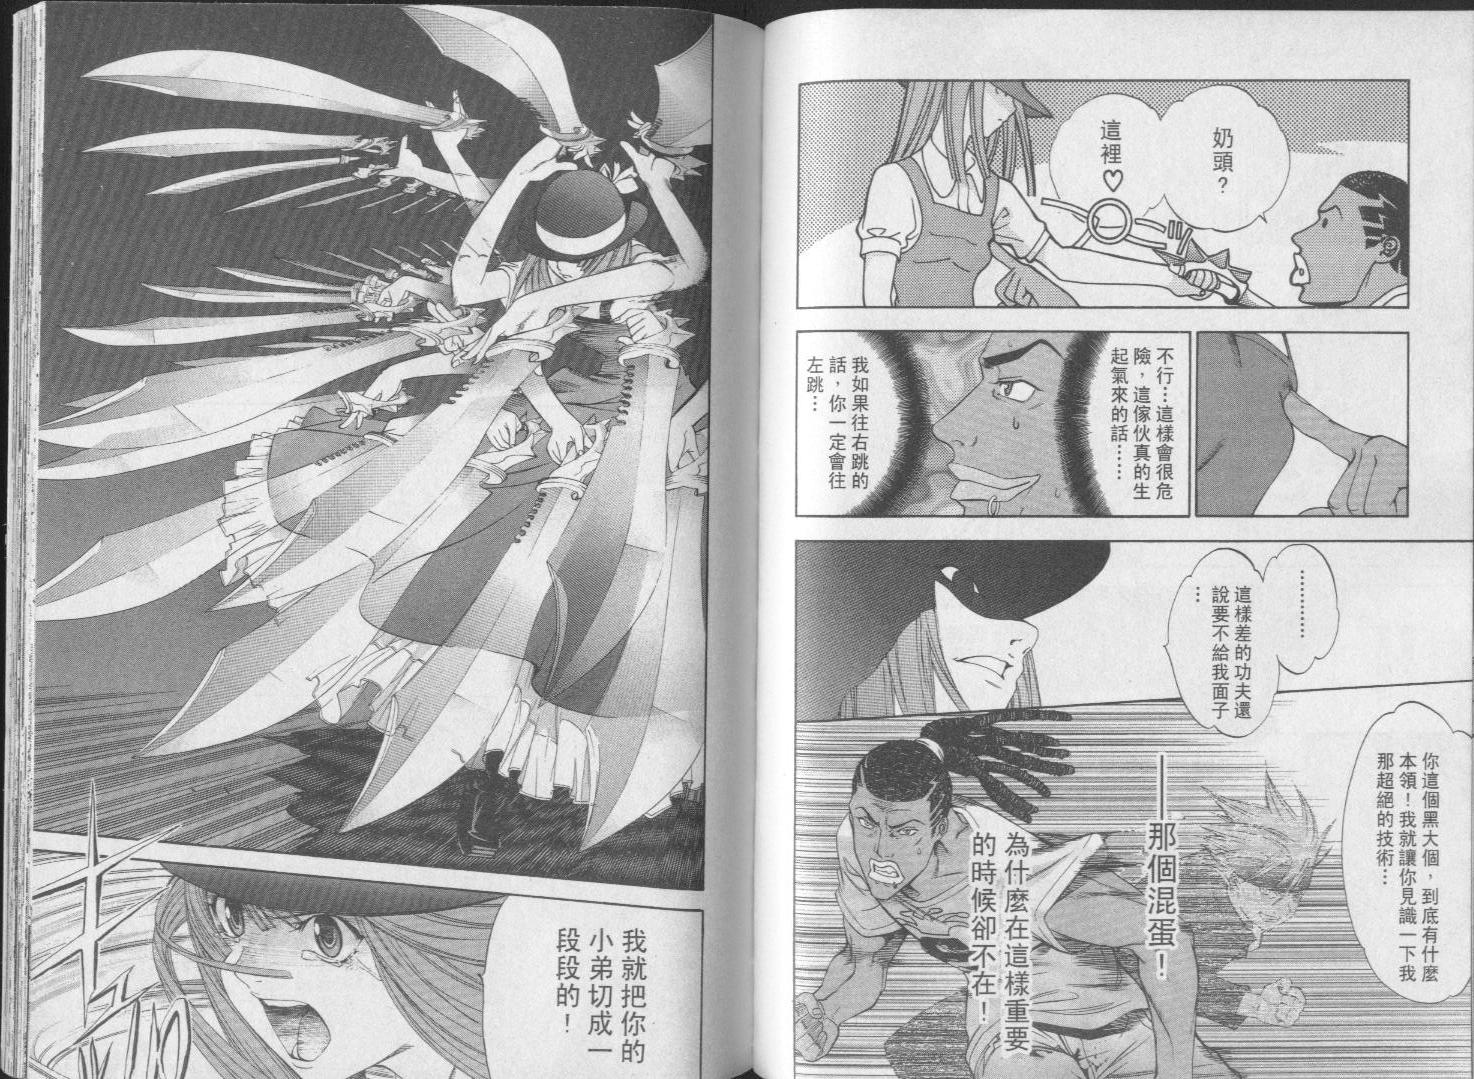 奶頭？
這裡♡
不行…這樣會很危
險，這傢伙真的生
起氣來的話……
我如果往右跳的
話，你一定會往
左跳…
…………
這樣差的功夫還
說要不給我面子
…
你這個黑大個，到底有什麼
本領！我就讓你見識一下我
那超絕的技術…
——那個混蛋！
為什麼在這樣重要
的時候卻不在！
我就把你的
小弟切成一
段段的！